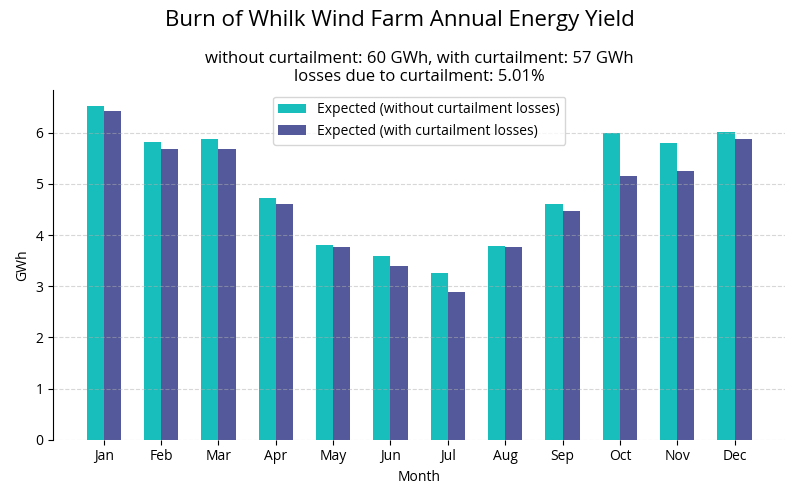 Burn of Whilk Wind Farm Annual Energy Yield
without curtailment: 60 GWh, with curtailment: 57 GWh
losses due to curtailment: 5.01%
Expected (without curtailment losses)
Expected (with curtailment losses)
GWh
6
5
4
3
2
1
0
Jan Feb Mar Apr May Jun Jul Aug Sep Oct Nov Dec
Month